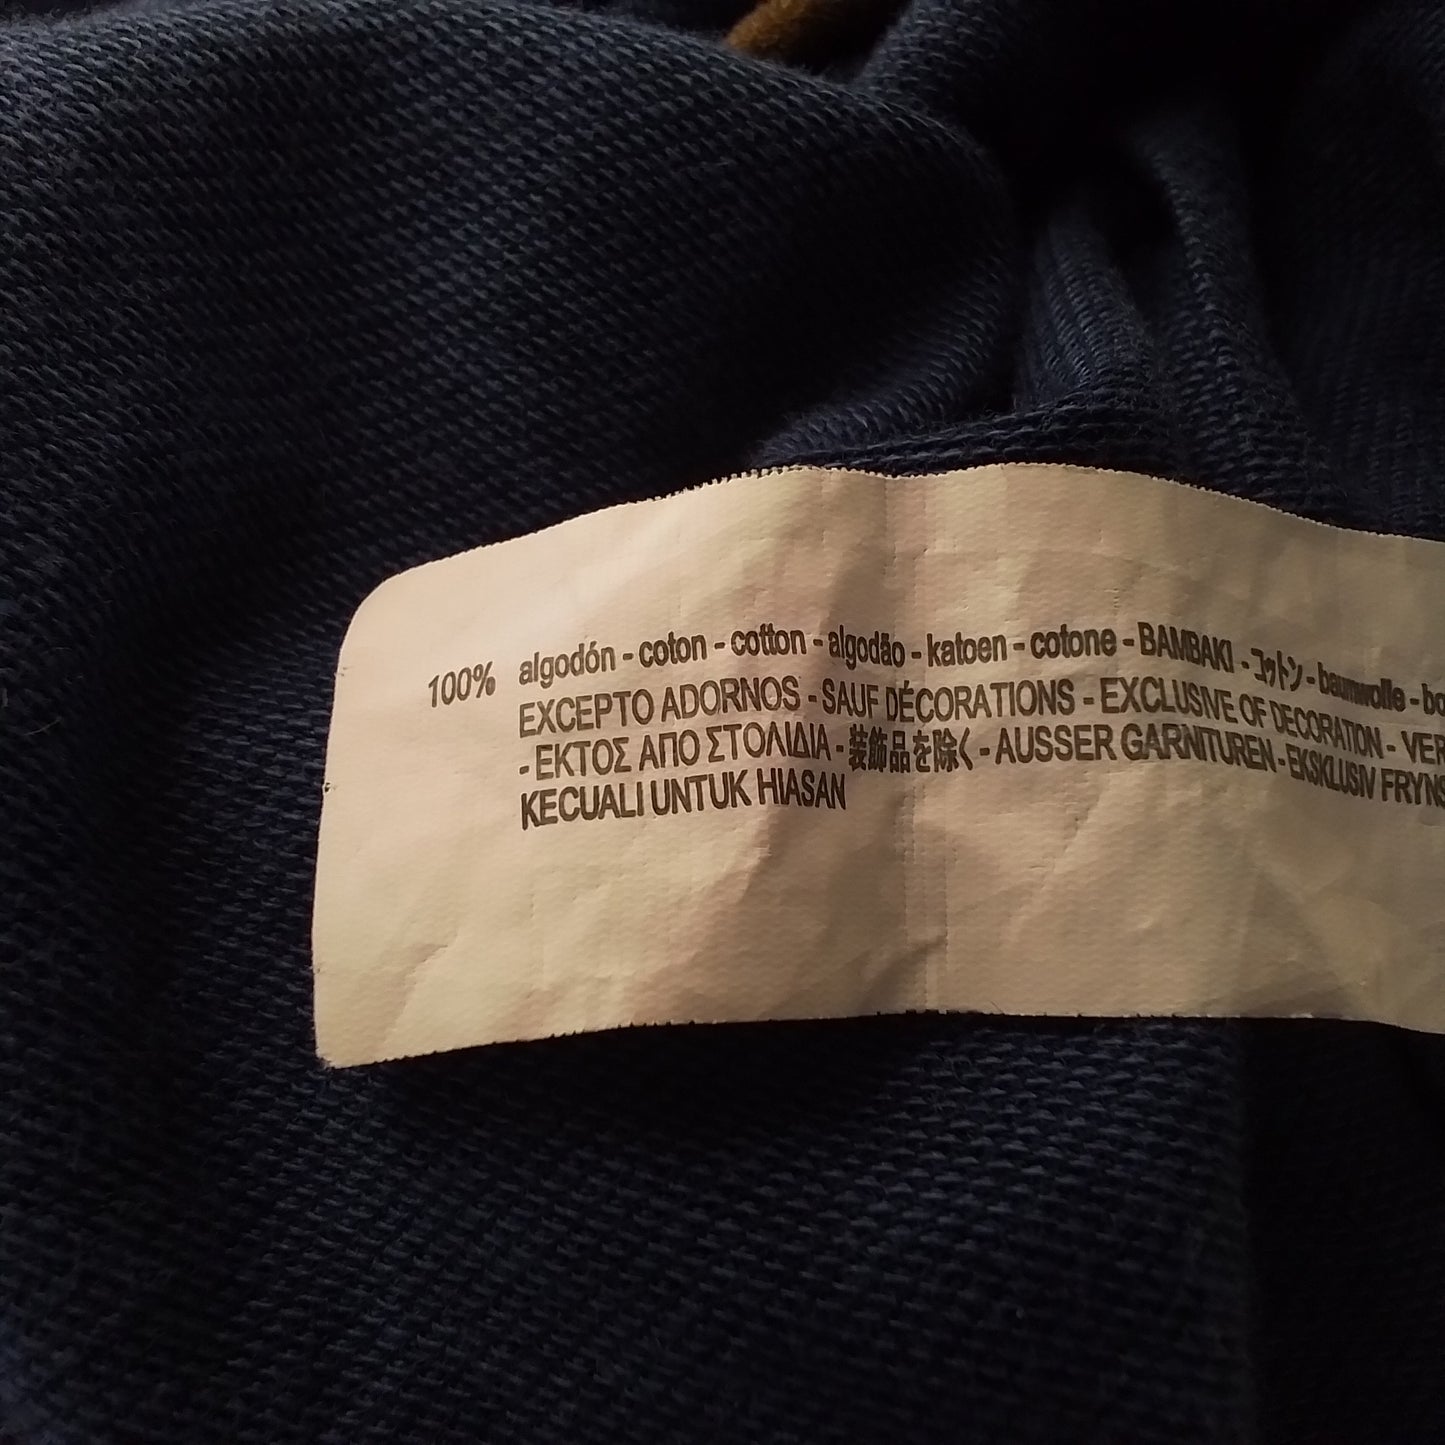 100% algodón - coton - cotton - algodão - katoen - cotone - BAMBAKI - コットン - baumwolle -
EXCEPTO ADORNOS - SAUF DÉCORATIONS - EXCLUSIVE OF DECORATION -
- ΕΚΤΟΣ ΑΠΟ ΣΤΟΛΙΔΙΑ - 装飾品を除く - AUSSER GARNITUREN - EKSKLUSIV
KECUALI UNTUK HIASAN